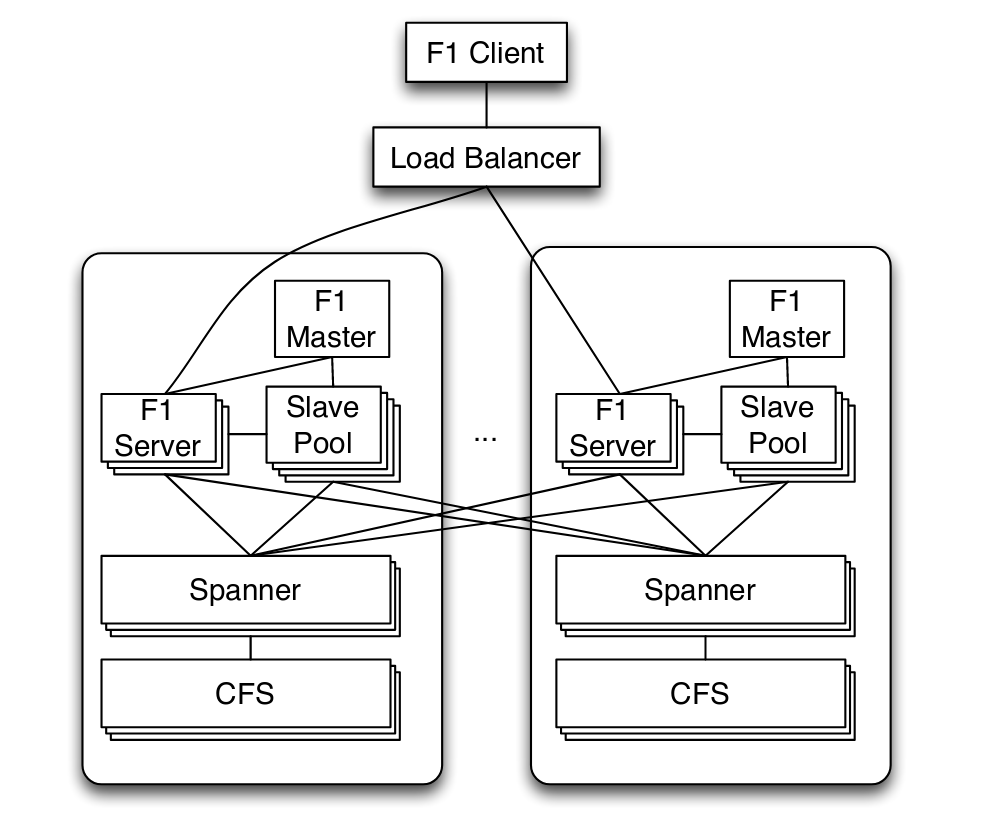 F1 Client
Load Balancer
F1
Master
F1
Server
Slave
Pool
Spanner
CFS
...
F1
Master
F1
Server
Slave
Pool
Spanner
CFS